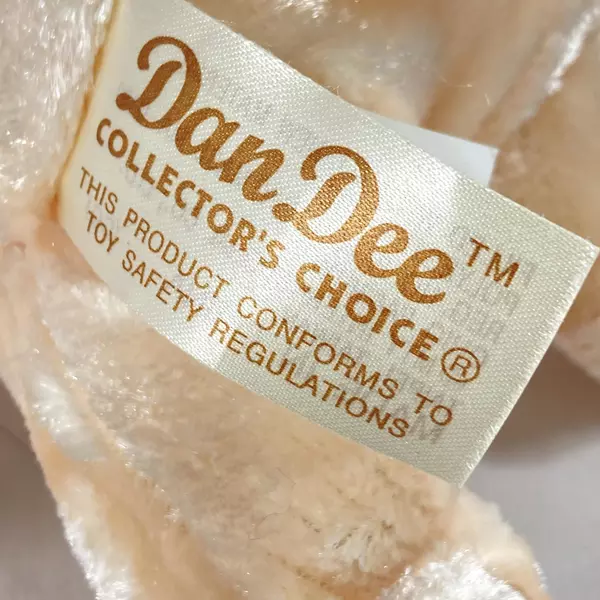 Dan Dee™
COLLECTOR'S CHOICE®
THIS PRODUCT CONFORMS TO
TOY SAFETY REGULATIONS